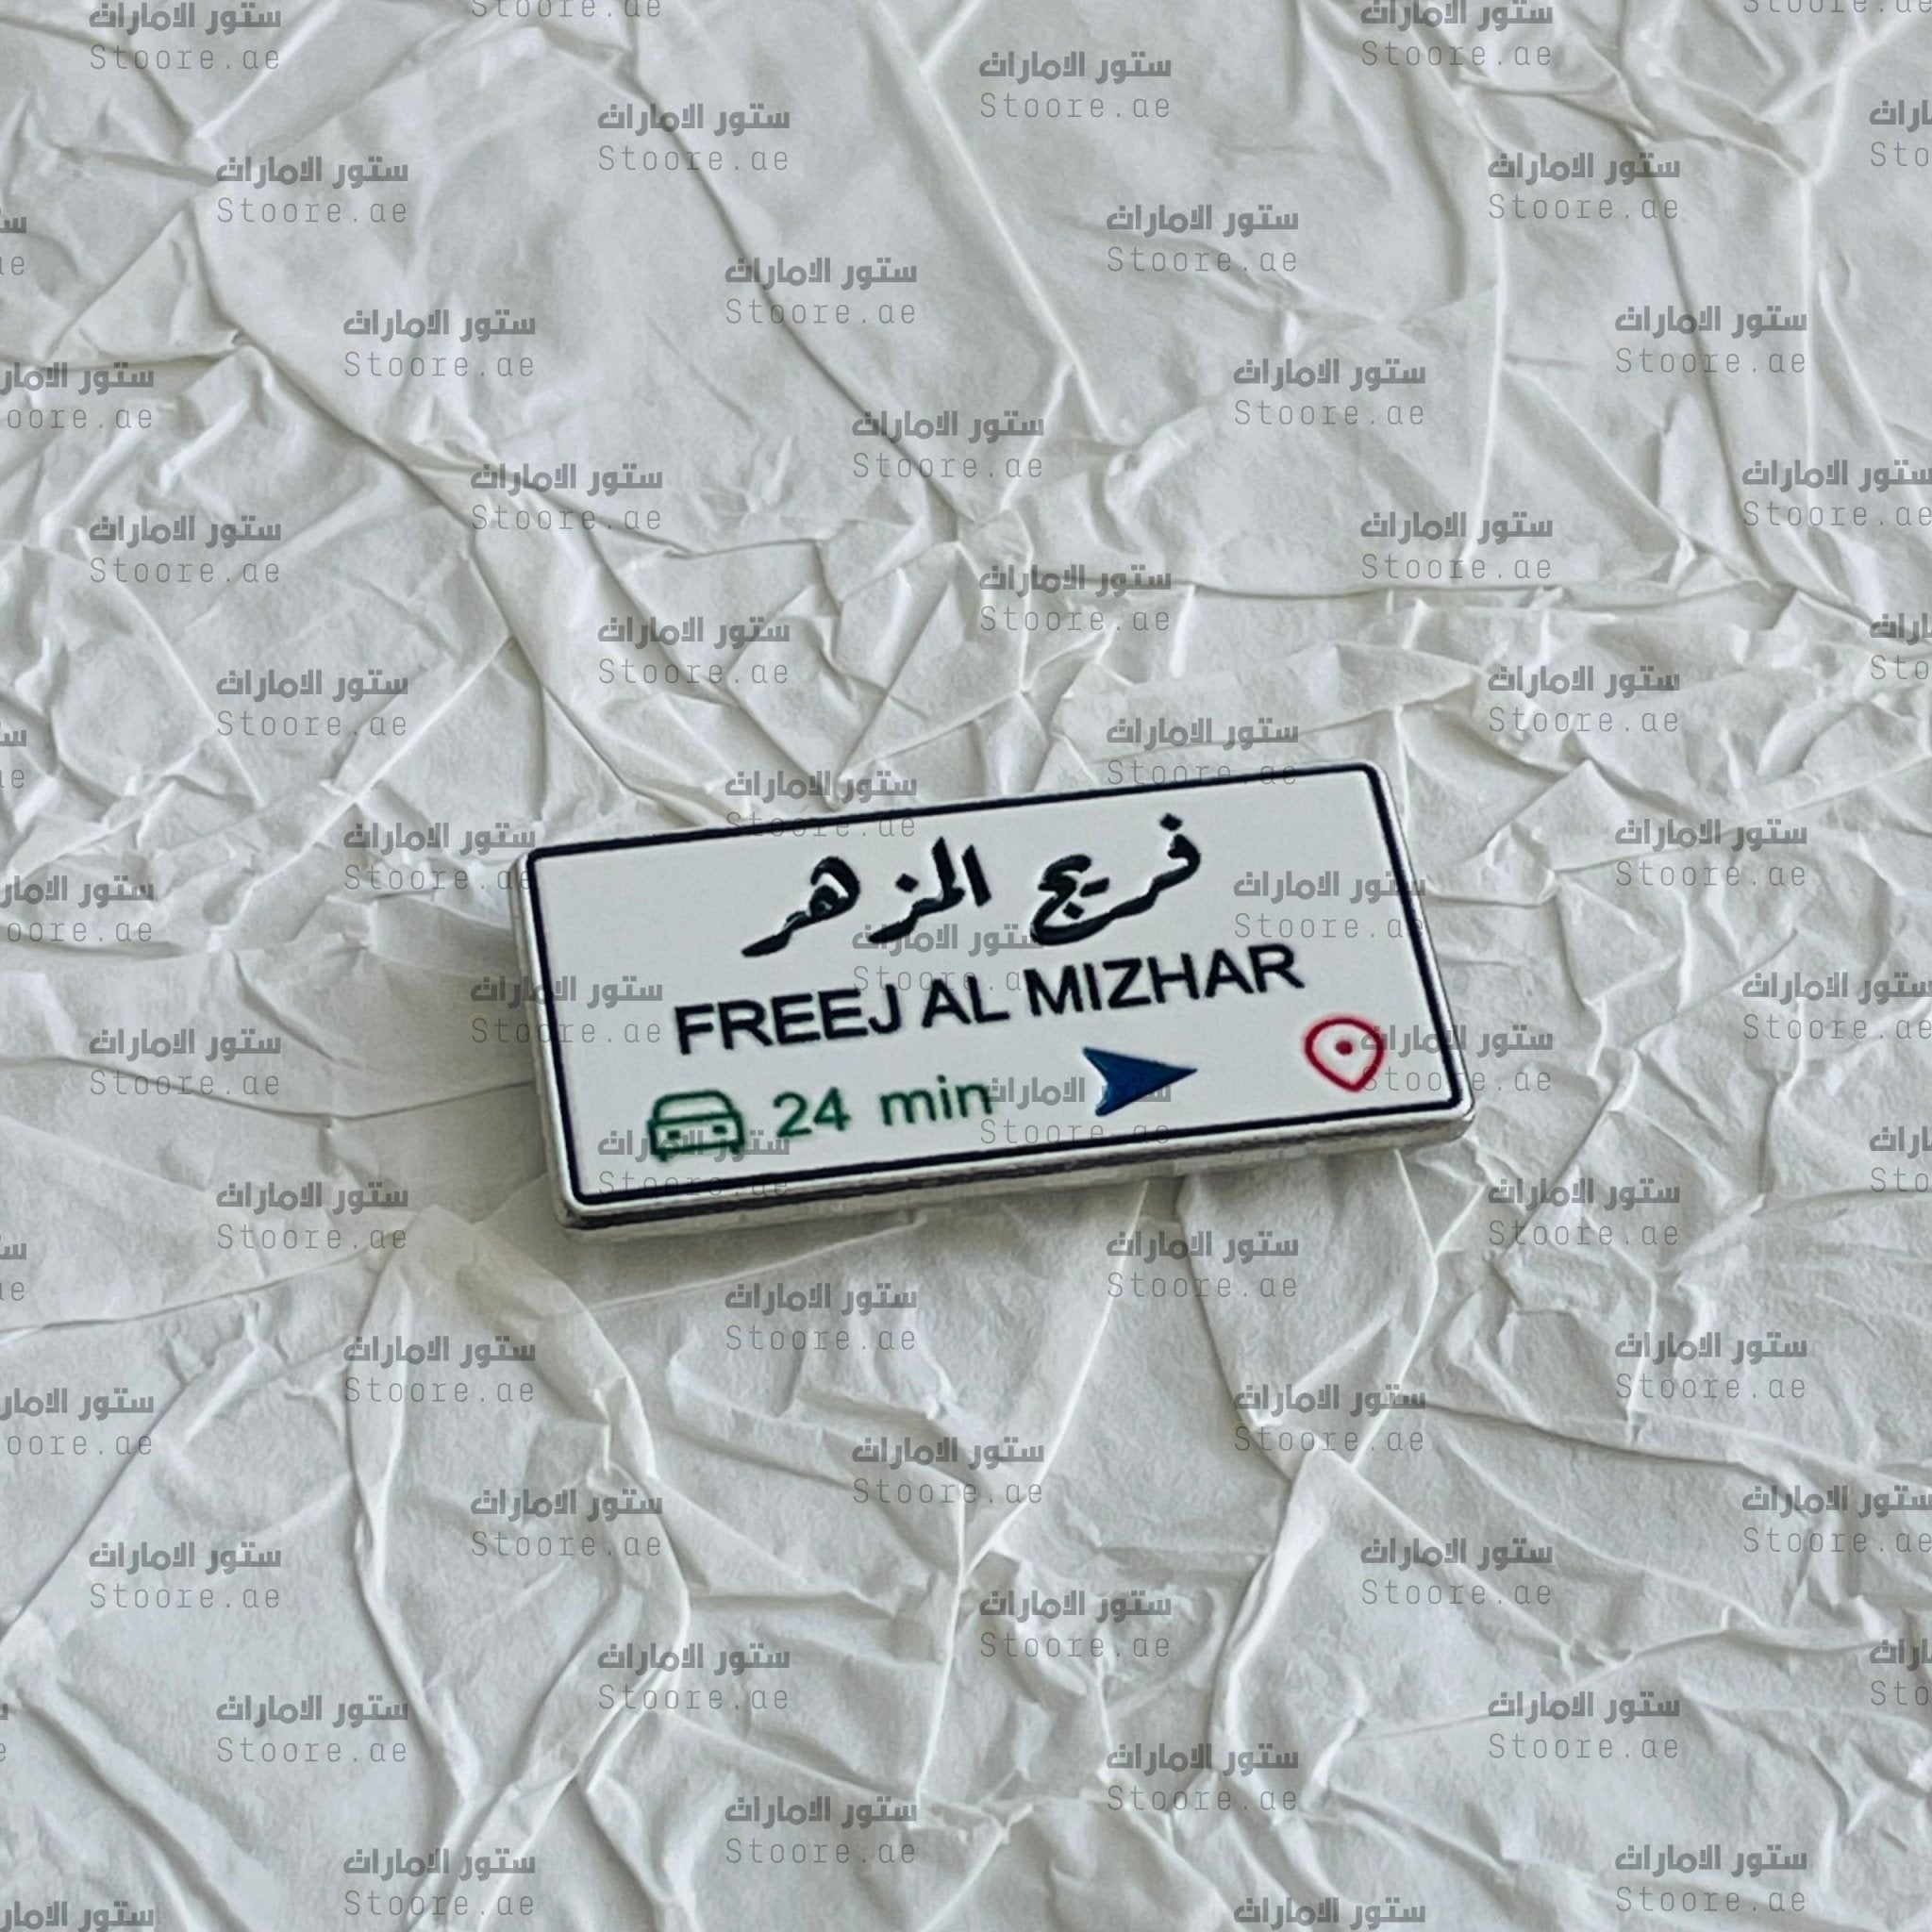 فريج المزهر
FREEJ AL MIZHAR
24 min
ستور الامارات
Stoore.ae